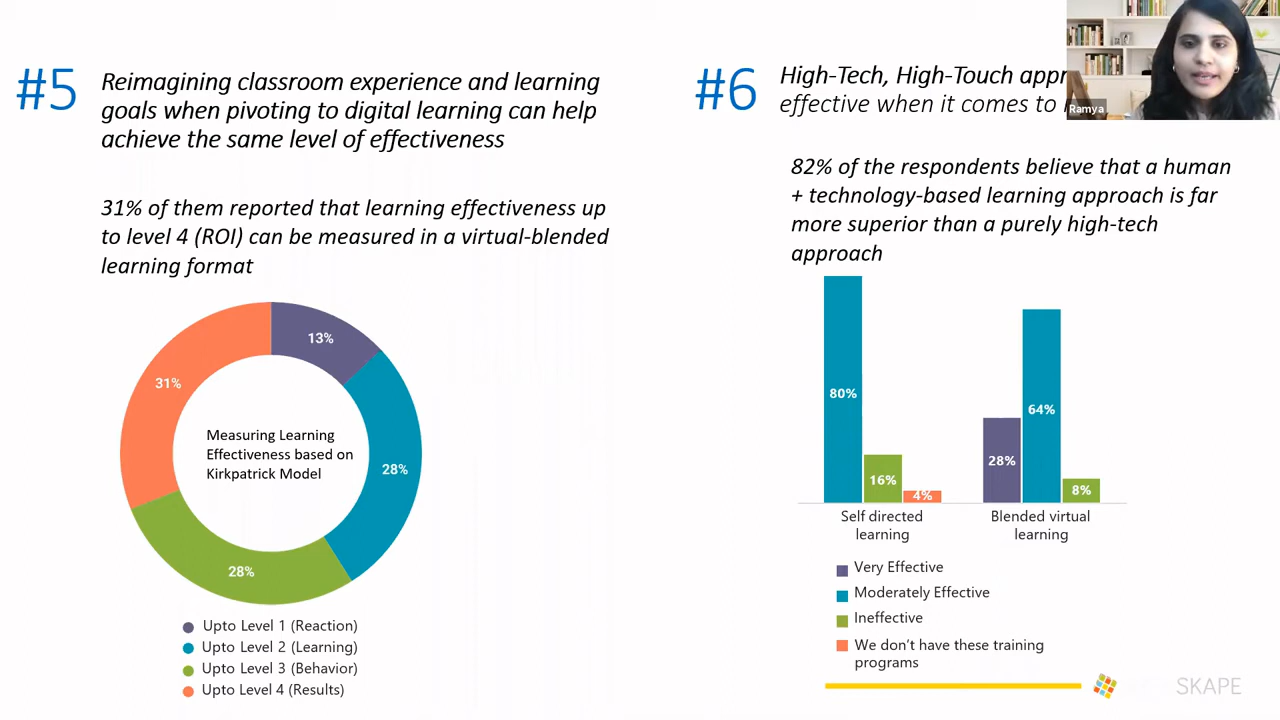 #5
Reimagining classroom experience and learning
goals when pivoting to digital learning can help
achieve the same level of effectiveness
31% of them reported that learning effectiveness up
to level 4 (ROI) can be measured in a virtual-blended
learning format
13%
31%
28%
28%
Measuring Learning
Effectiveness based on
Kirkpatrick Model
Upto Level 1 (Reaction)
Upto Level 2 (Learning)
Upto Level 3 (Behavior)
Upto Level 4 (Results)
#6
High-Tech, High-Touch
effective when it comes to
Ramya
82% of the respondents believe that a human
+ technology-based learning approach is far
more superior than a purely high-tech
approach
80%
16%
4%
28%
64%
8%
Self directed
learning
Blended virtual
learning
Very Effective
Moderately Effective
Ineffective
We don't have these training
programs
SKAPE